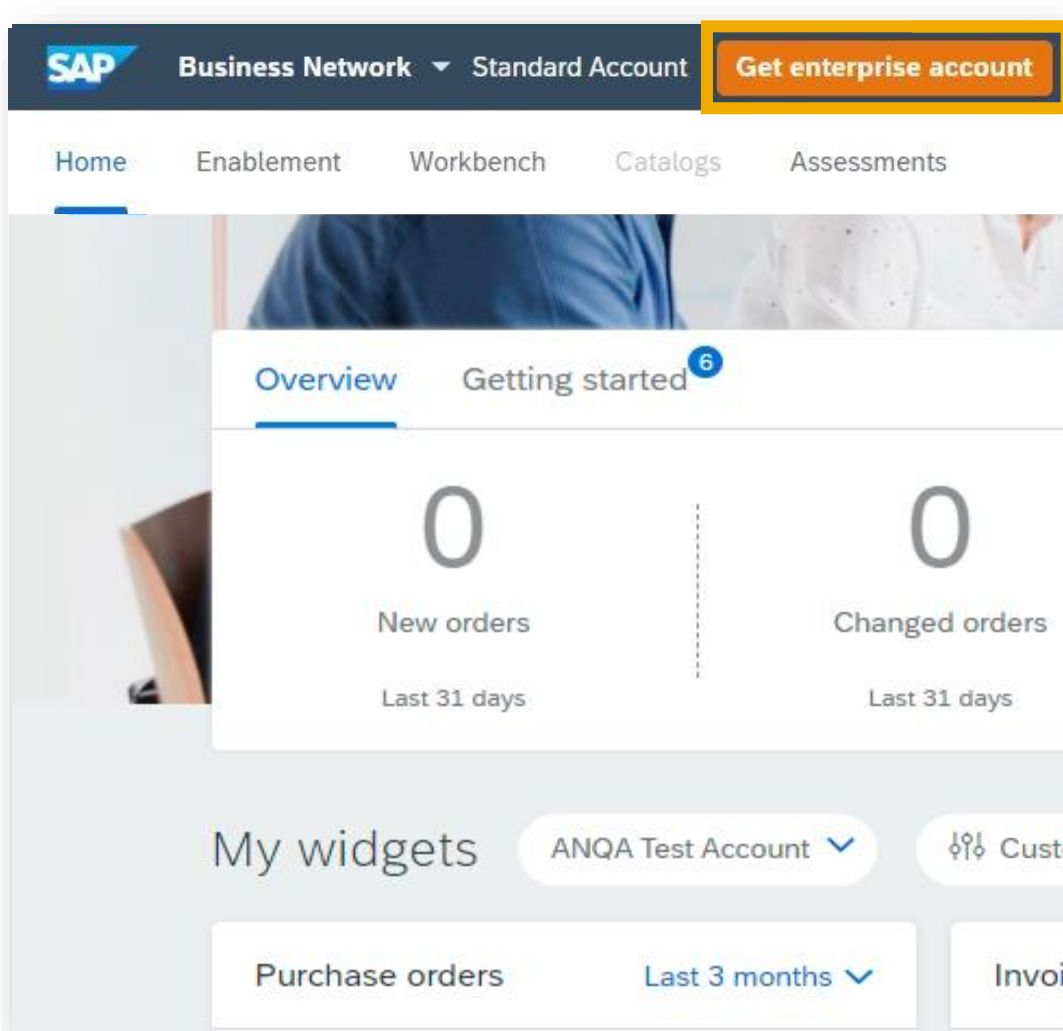 SAP Business Network Standard Account Get enterprise account
Home Enablement Workbench Catalogs Assessments
Overview Getting started 6
0 0
New orders Changed orders
Last 31 days Last 31 days
My widgets ANQA Test Account
Purchase orders Last 3 months